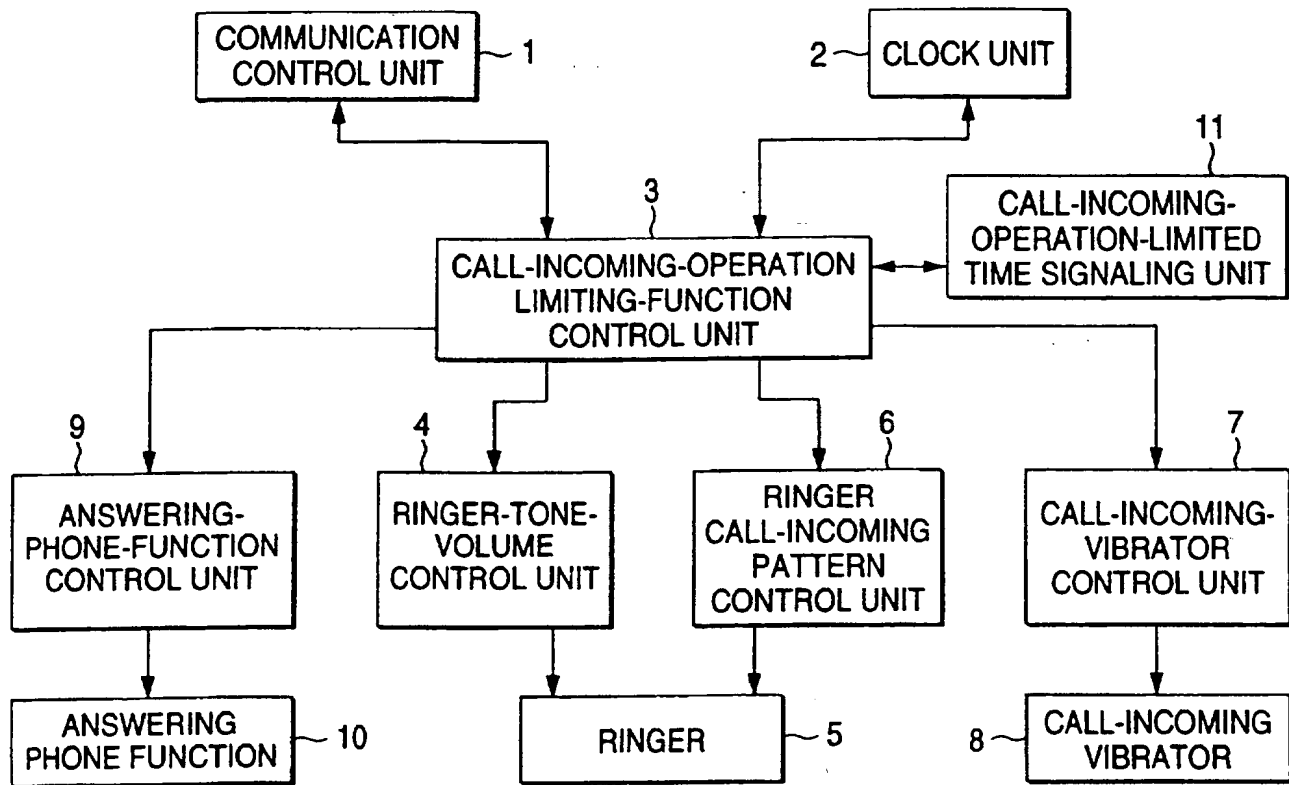 COMMUNICATION
CONTROL UNIT
1
2
CLOCK UNIT
11
CALL-INCOMING-
OPERATION-LIMITED
TIME SIGNALING UNIT
3
CALL-INCOMING-OPERATION
LIMITING-FUNCTION
CONTROL UNIT
9
ANSWERING-
PHONE-FUNCTION
CONTROL UNIT
4
RINGER-TONE-
VOLUME
CONTROL UNIT
6
RINGER
CALL-INCOMING
PATTERN
CONTROL UNIT
7
CALL-INCOMING-
VIBRATOR
CONTROL UNIT
ANSWERING
PHONE FUNCTION
10
RINGER
5
8
CALL-INCOMING
VIBRATOR